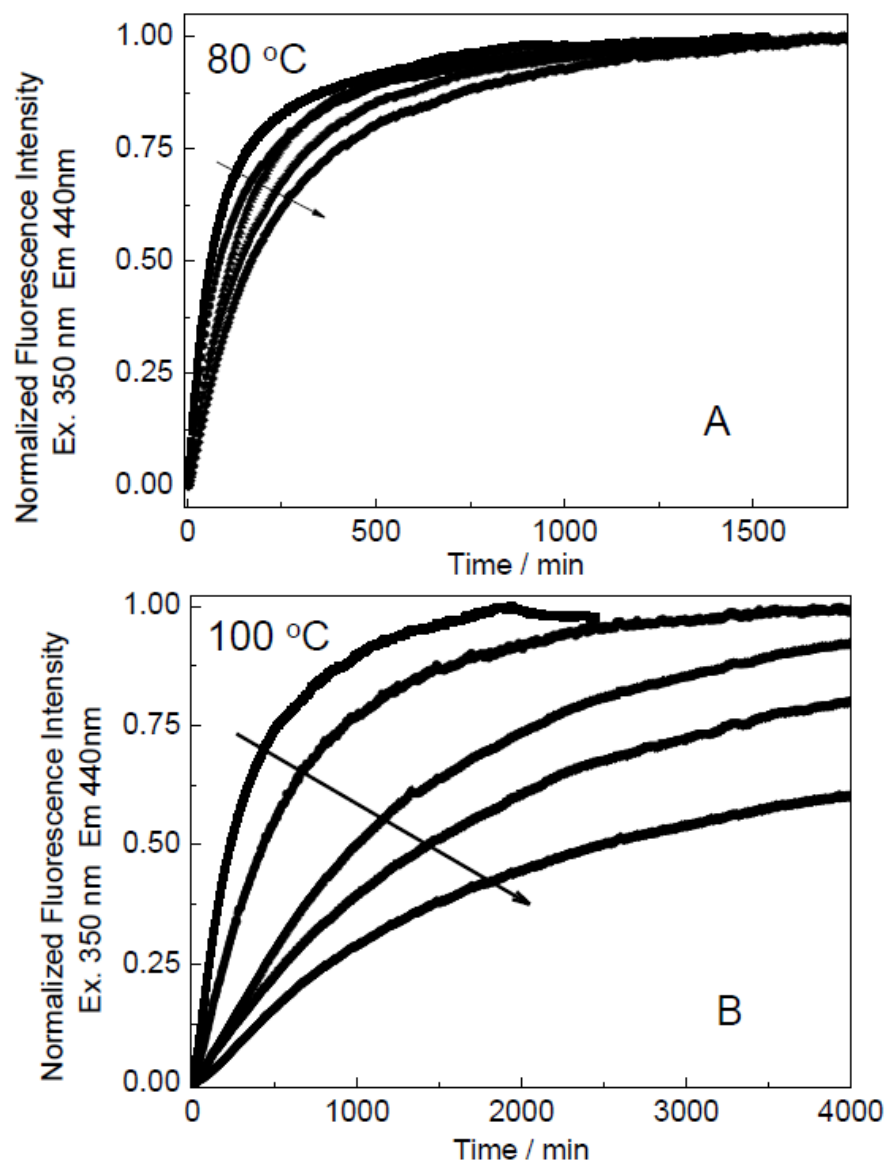 Normalized Fluorescence Intensity
Ex. 350 nm Em 440nm
1.00
0.75
0.50
0.25
0.00
80 °C
A
0
500
1000
1500
Time / min
Normalized Fluorescence Intensity
Ex. 350 nm Em 440nm
1.00
0.75
0.50
0.25
0.00
100 °C
B
0
1000
2000
3000
4000
Time / min